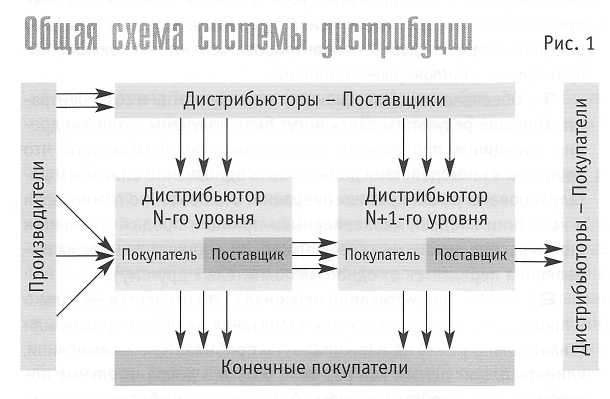 Общая схема системы дистрибуции
Рис. 1
Дистрибьюторы – Поставщики
Производители
Дистрибьютор
N-го уровня
Покупатель
Поставщик
Дистрибьютор
N+1-го уровня
Покупатель
Поставщик
Дистрибьюторы – Покупатели
Конечные покупатели